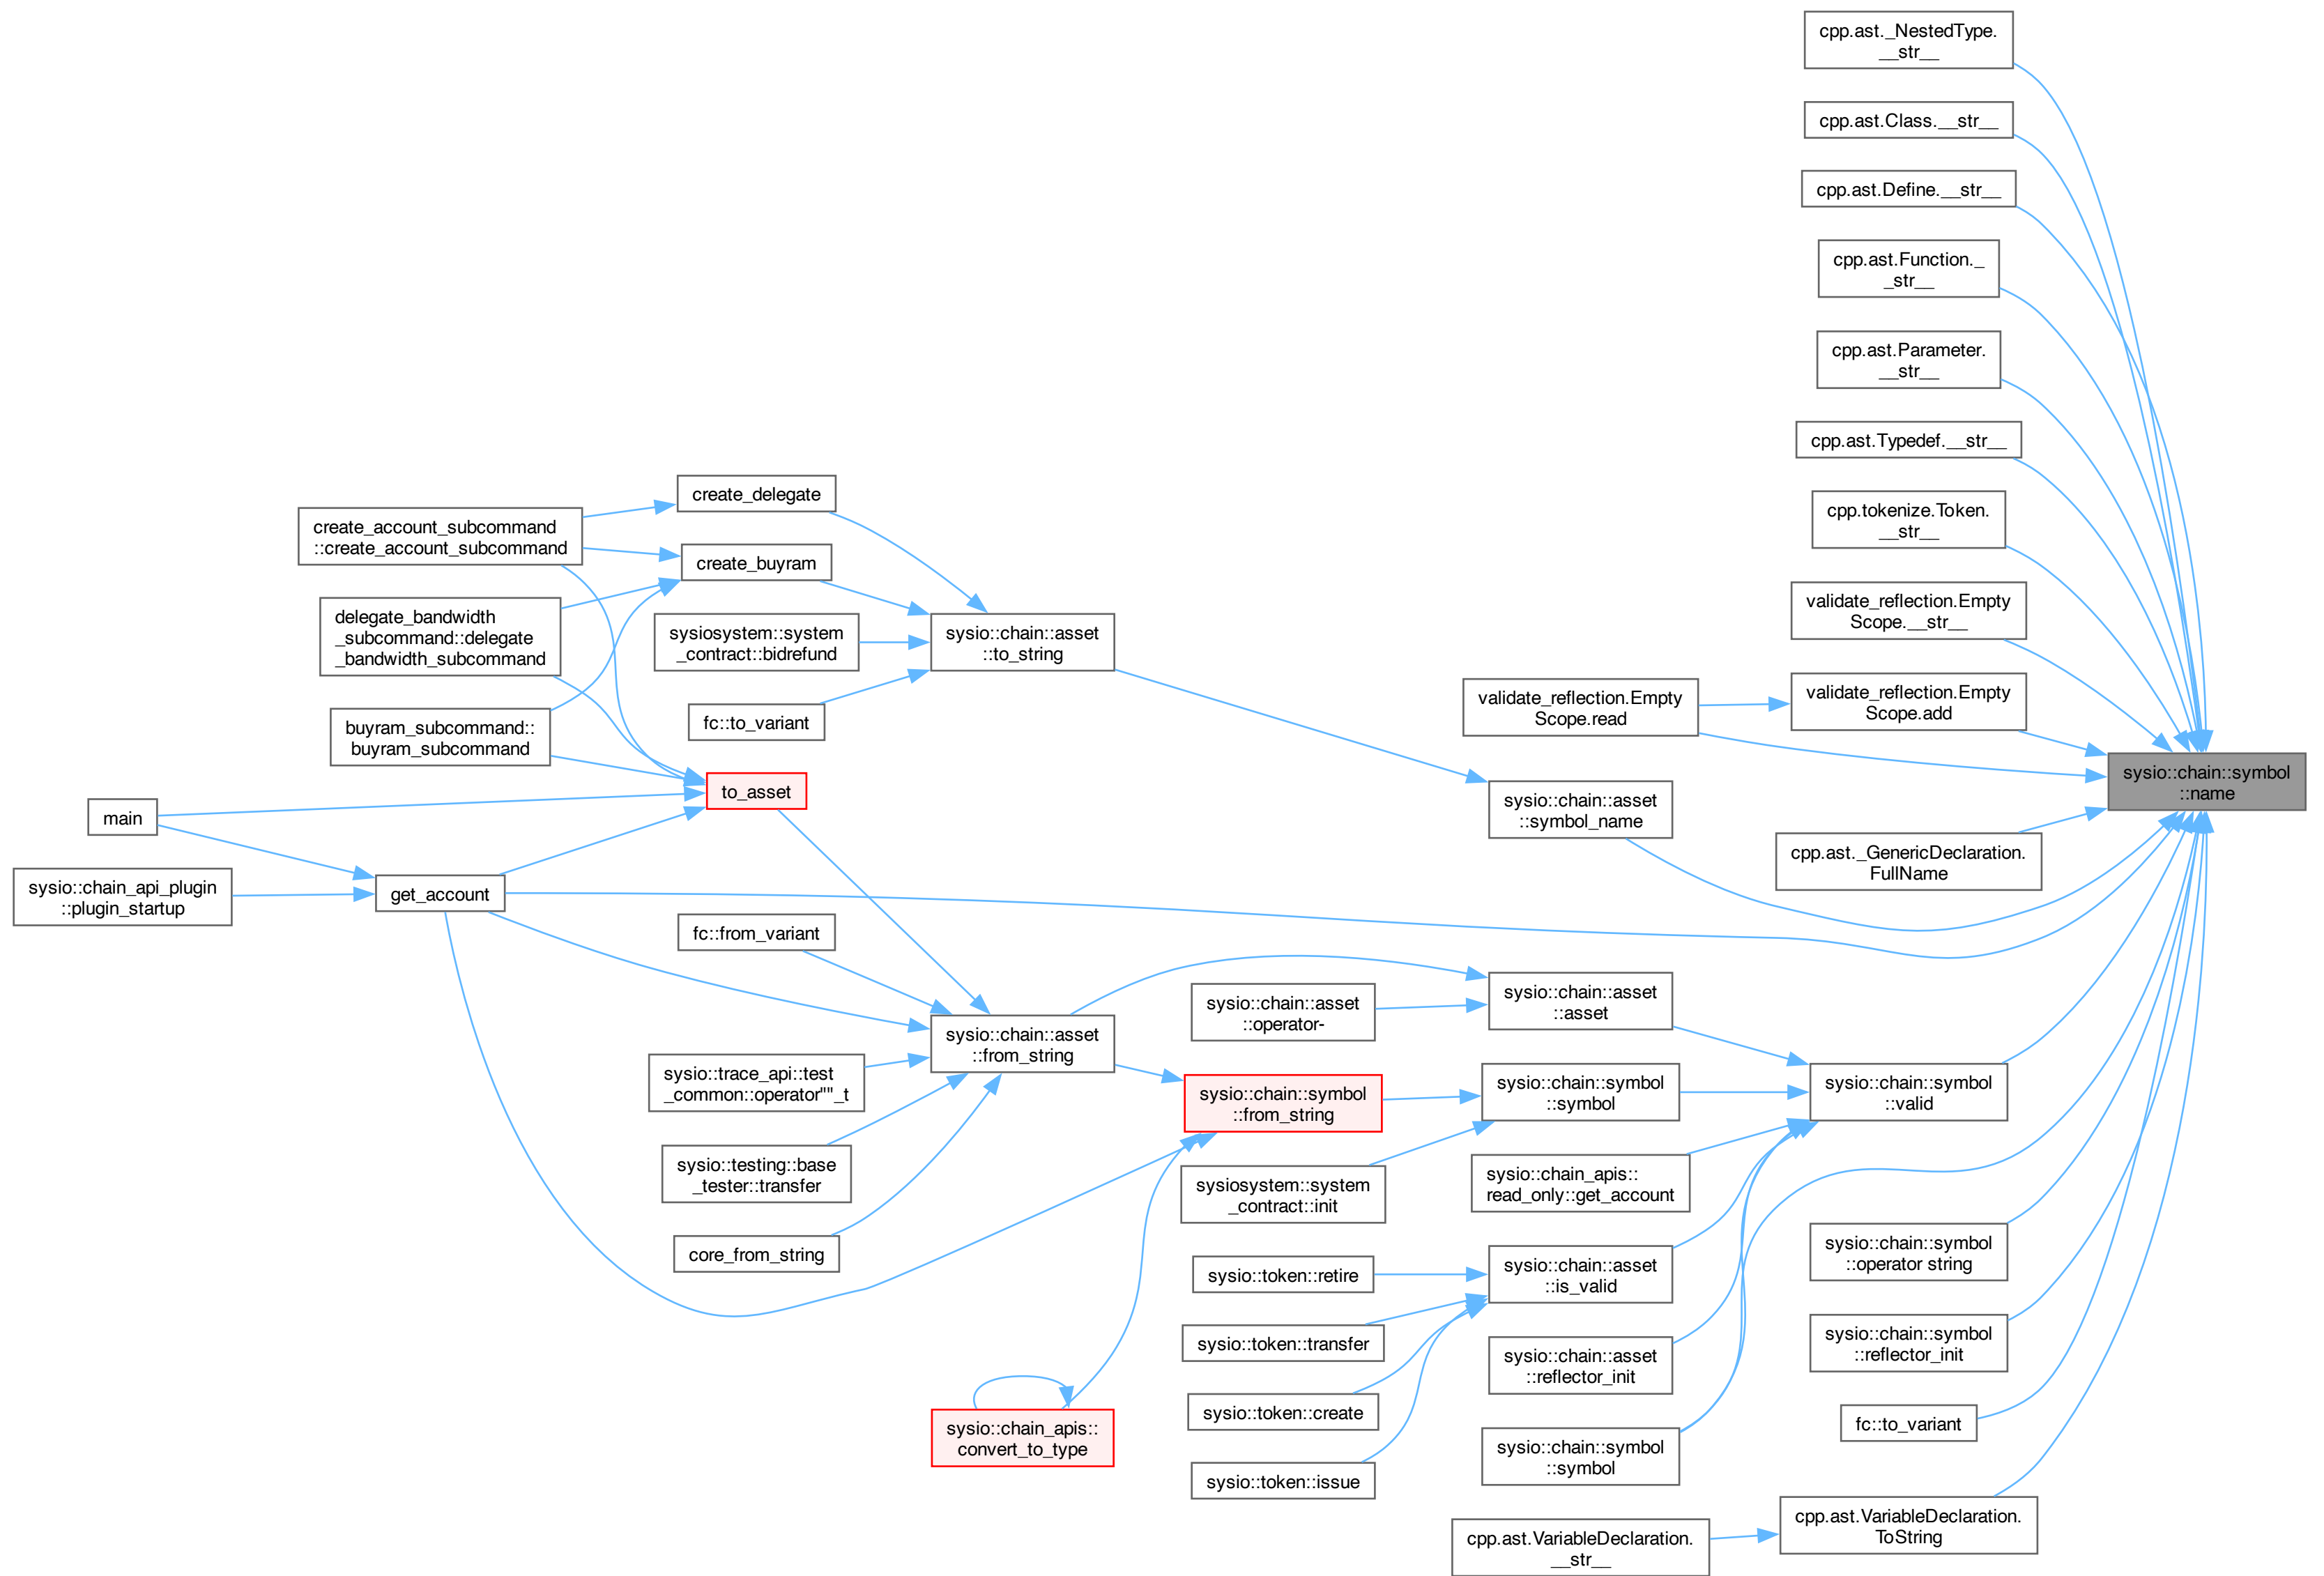 cpp.ast._NestedType.
__str__
cpp.ast.Class.__str__
cpp.ast.Define.__str__
cpp.ast.Function._
_str__
cpp.ast.Parameter.
__str__
cpp.ast.Typedef.__str__
cpp.tokenize.Token.
__str__
validate_reflection.Empty
Scope.__str__
validate_reflection.Empty
Scope.add
validate_reflection.Empty
Scope.read
sysio::chain::symbol
::name
cpp.ast._GenericDeclaration.
FullName
sysio::chain::asset
::symbol_name
sysio::chain::asset
::to_string
create_delegate
create_buyram
sysiosystem::system
_contract::bidrefund
fc::to_variant
create_account_subcommand
::create_account_subcommand
delegate_bandwidth
_subcommand::delegate
_bandwidth_subcommand
buyram_subcommand::
buyram_subcommand
to_asset
main
sysio::chain_api_plugin
::plugin_startup
get_account
fc::from_variant
sysio::chain::asset
::from_string
sysio::trace_api::test
_common::operator""_t
sysio::testing::base
_tester::transfer
core_from_string
sysio::chain::asset
::operator-
sysio::chain::asset
::asset
sysio::chain::symbol
::from_string
sysio::chain::symbol
::symbol
sysio::chain::symbol
::valid
sysiosystem::system
_contract::init
sysio::chain_apis::
read_only::get_account
sysio::token::retire
sysio::chain::asset
::is_valid
sysio::token::transfer
sysio::chain::asset
::reflector_init
sysio::token::create
sysio::chain_apis::
convert_to_type
sysio::token::issue
sysio::chain::symbol
::symbol
sysio::chain::symbol
::operator string
sysio::chain::symbol
::reflector_init
fc::to_variant
cpp.ast.VariableDeclaration.
ToString
cpp.ast.VariableDeclaration.
__str__